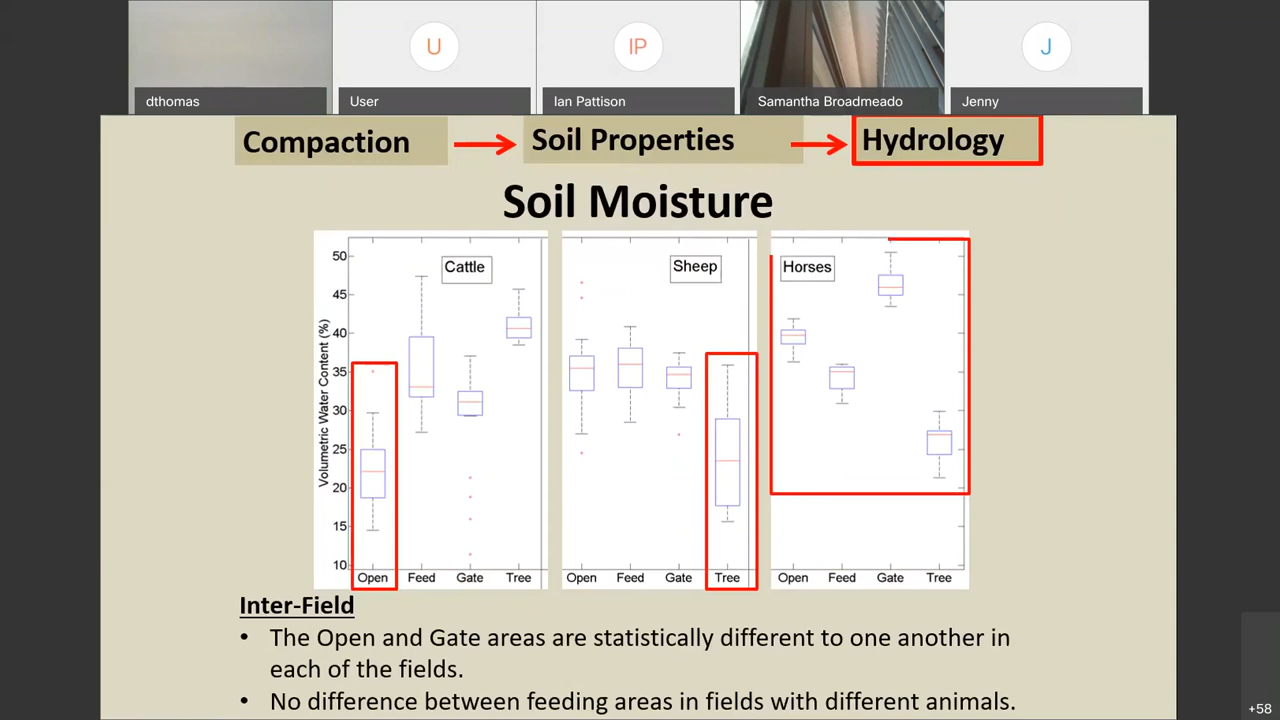 U
IP
J
dthomas
User
Ian Pattison
Samantha Broadmeado
Jenny
Compaction
Soil Properties
Hydrology
Soil Moisture
Volumetric Water Content (%)
50
45
40
35
30
25
20
15
10
Cattle
Open Feed Gate Tree
Sheep
Open Feed Gate Tree
Horses
Open Feed Gate Tree
Inter-Field
• The Open and Gate areas are statistically different to one another in
each of the fields.
• No difference between feeding areas in fields with different animals.
+58